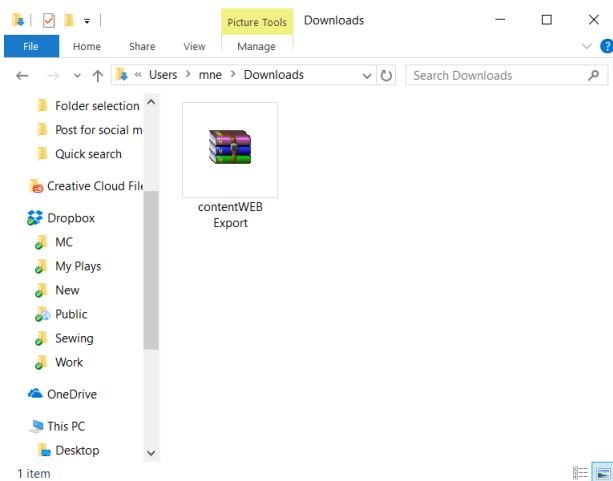 Picture Tools
Downloads
File
Home
Share
View
Manage
?
« Users > mne > Downloads
Search Downloads
Folder selection
Post for social m
Quick search
Creative Cloud File
Dropbox
MC
My Plays
New
Public
Sewing
Work
OneDrive
This PC
Desktop
contentWEB
Export
1 item